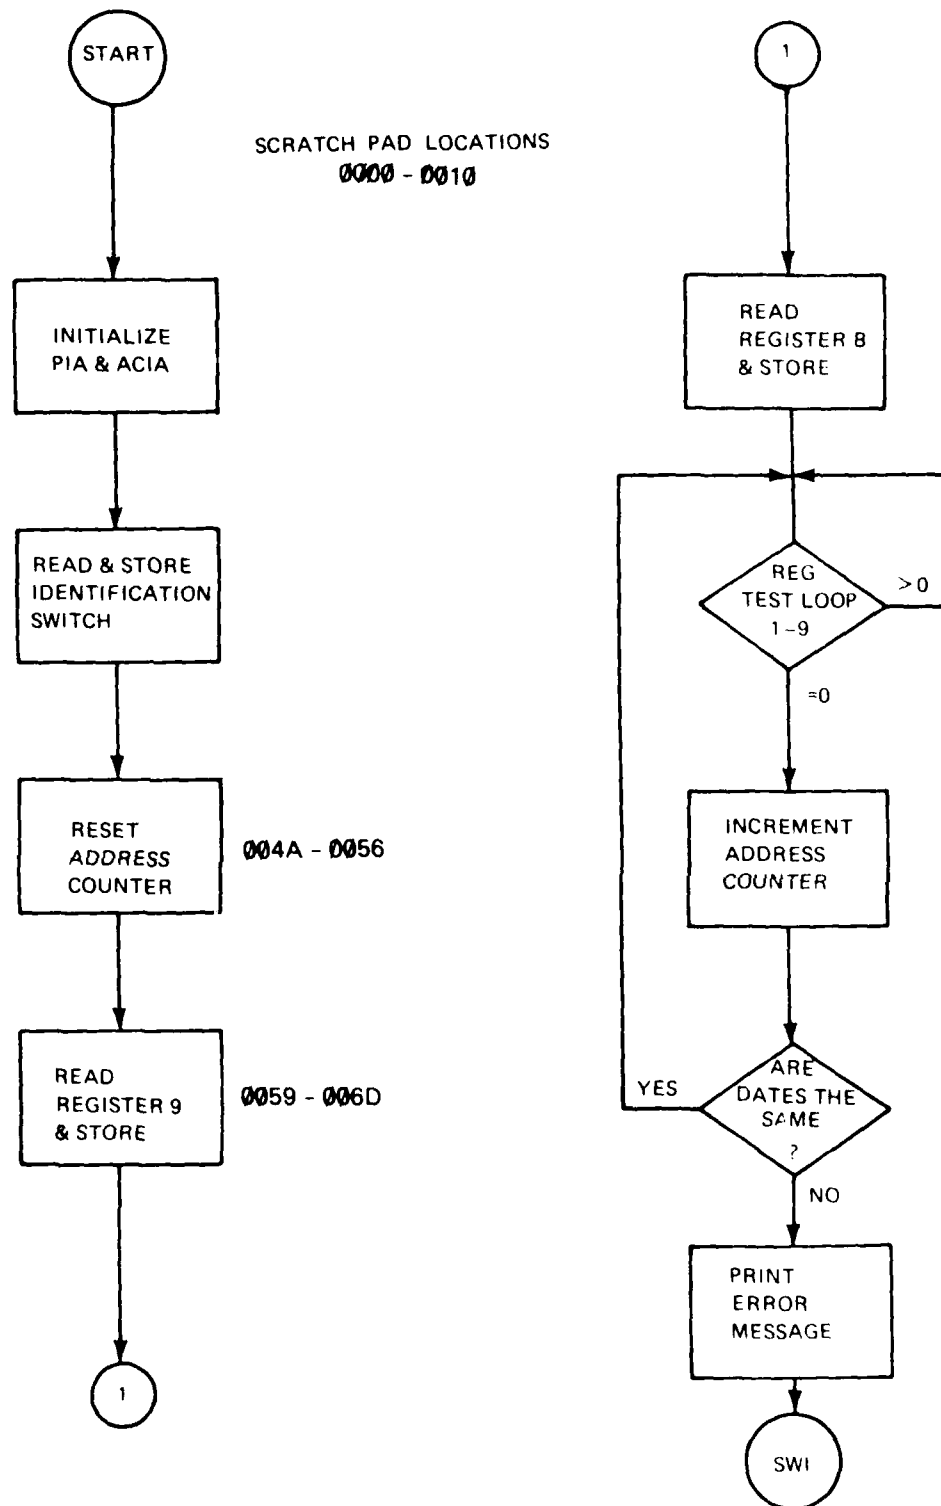 START
SCRATCH PAD LOCATIONS
0000 - 0010
INITIALIZE
PIA & ACIA
READ & STORE
IDENTIFICATION
SWITCH
RESET
ADDRESS
COUNTER
004A - 0056
READ
REGISTER 9
& STORE
0059 - 006D
1
1
READ
REGISTER 8
& STORE
REG
TEST LOOP
1-9
>0
=0
INCREMENT
ADDRESS
COUNTER
ARE
DATES THE
SAME
?
YES
NO
PRINT
ERROR
MESSAGE
SWI